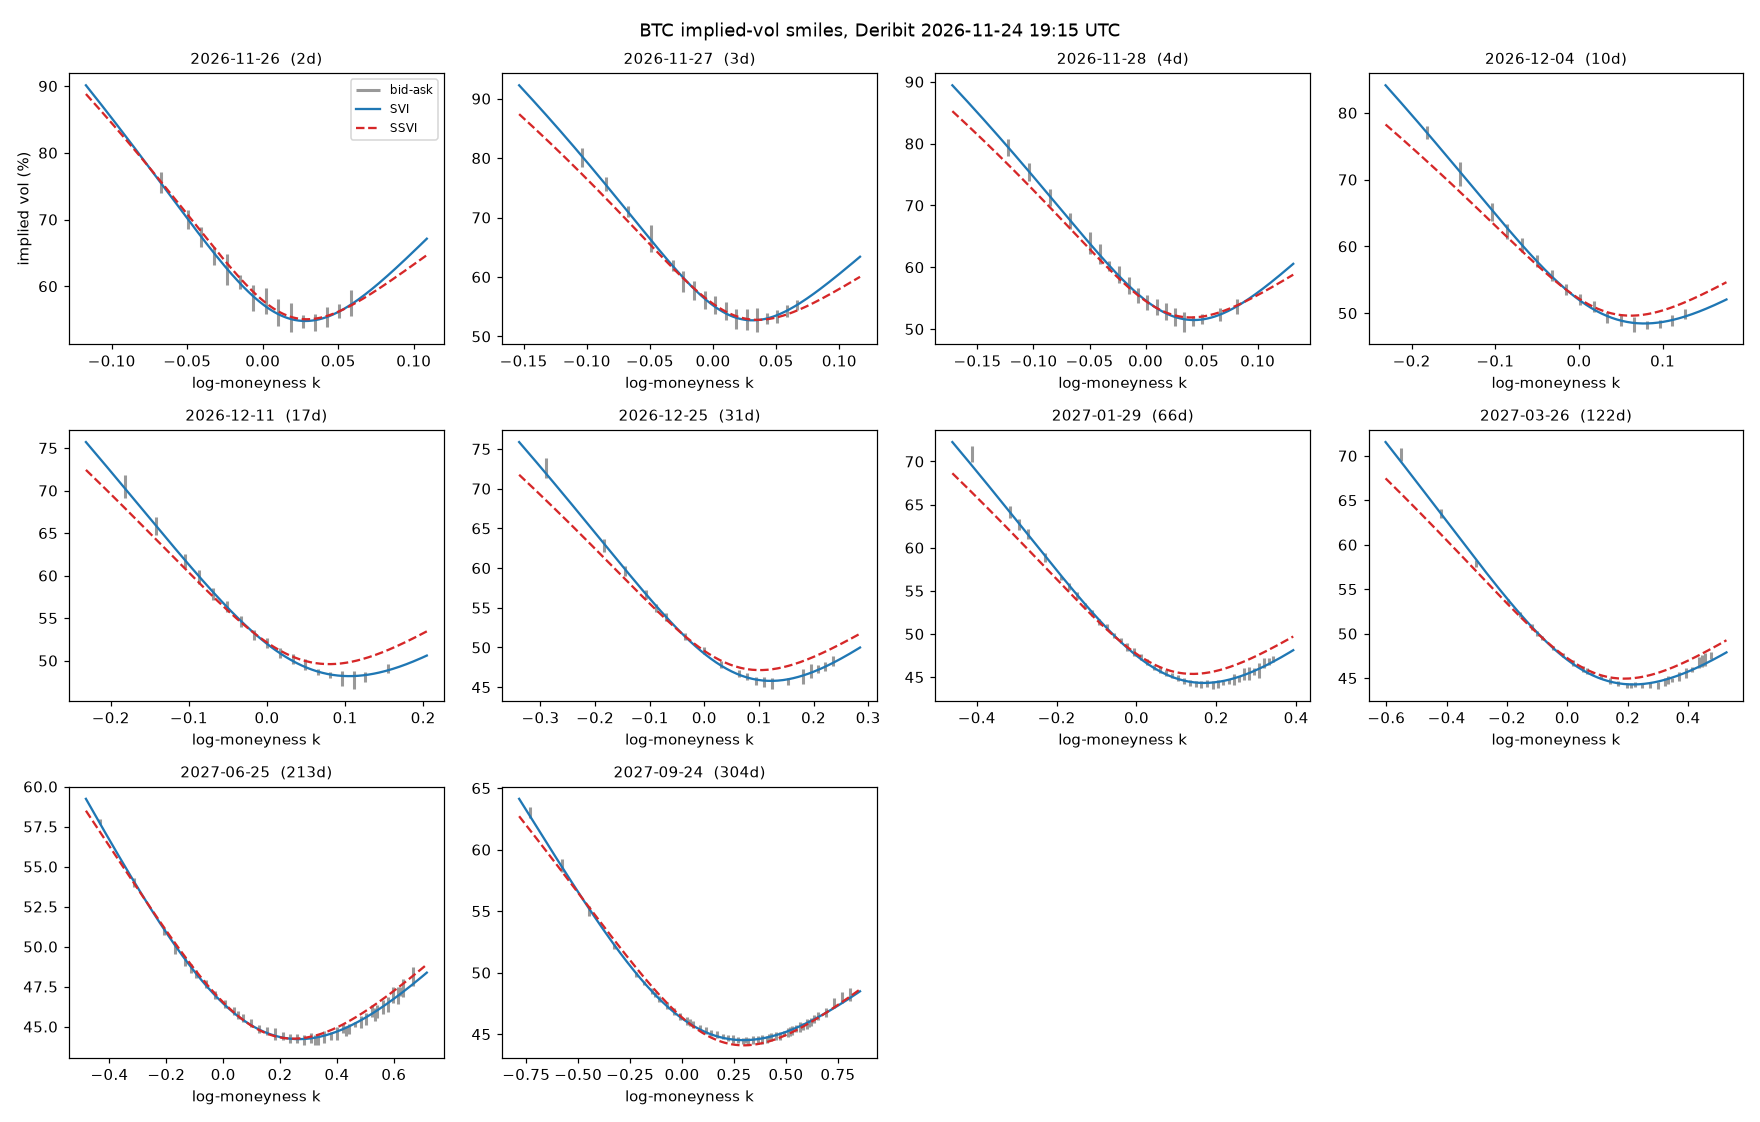 BTC implied-vol smiles, Deribit 2026-11-24 19:15 UTC
2026-11-26 (2d)
90
80
70
60
implied vol (%)
bid-ask
SVI
SSVI
−0.10 −0.05 0.00 0.05 0.10
log-moneyness k
2026-11-27 (3d)
90
80
70
60
50
−0.15 −0.10 −0.05 0.00 0.05 0.10
log-moneyness k
2026-11-28 (4d)
90
80
70
60
50
−0.15 −0.10 −0.05 0.00 0.05 0.10
log-moneyness k
2026-12-04 (10d)
80
70
60
50
−0.2 −0.1 0.0 0.1
log-moneyness k
2026-12-11 (17d)
75
70
65
60
55
50
−0.2 −0.1 0.0 0.1 0.2
log-moneyness k
2026-12-25 (31d)
75
70
65
60
55
50
45
−0.3 −0.2 −0.1 0.0 0.1 0.2 0.3
log-moneyness k
2027-01-29 (66d)
70
65
60
55
50
45
−0.4 −0.2 0.0 0.2 0.4
log-moneyness k
2027-03-26 (122d)
70
65
60
55
50
45
−0.6 −0.4 −0.2 0.0 0.2 0.4
log-moneyness k
2027-06-25 (213d)
60.0
57.5
55.0
52.5
50.0
47.5
45.0
−0.4 −0.2 0.0 0.2 0.4 0.6
log-moneyness k
2027-09-24 (304d)
65
60
55
50
45
−0.75 −0.50 −0.25 0.00 0.25 0.50 0.75
log-moneyness k